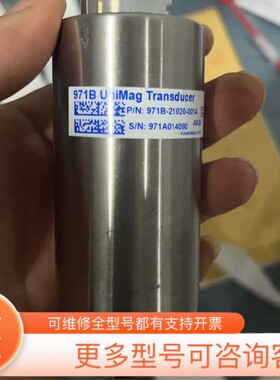 971B UniMag Transducer
P/N: 971B-21020-0014
S/N: 971A014080
可维修全型号都有支持开票
更多型号可咨询客